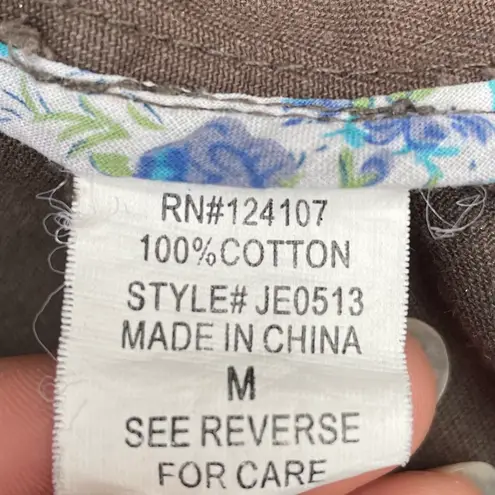 RN#124107
100%COTTON
STYLE# JE0513
MADE IN CHINA
M
SEE REVERSE
FOR CARE